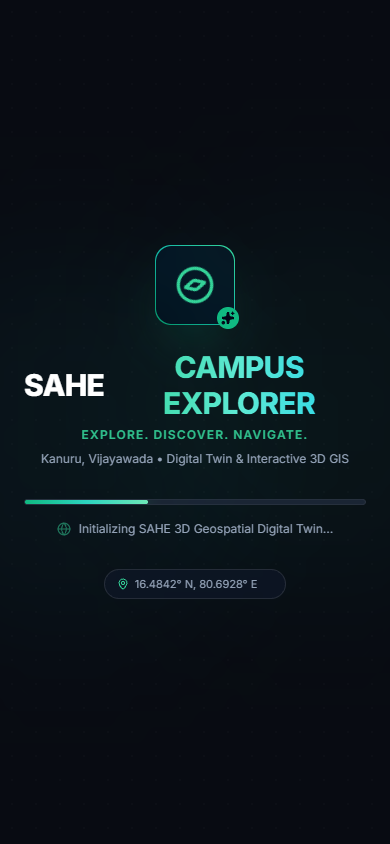 SAHE CAMPUS
EXPLORER
EXPLORE. DISCOVER. NAVIGATE.
Kanuru, Vijayawada • Digital Twin & Interactive 3D GIS
Initializing SAHE 3D Geospatial Digital Twin...
16.4842° N, 80.6928° E